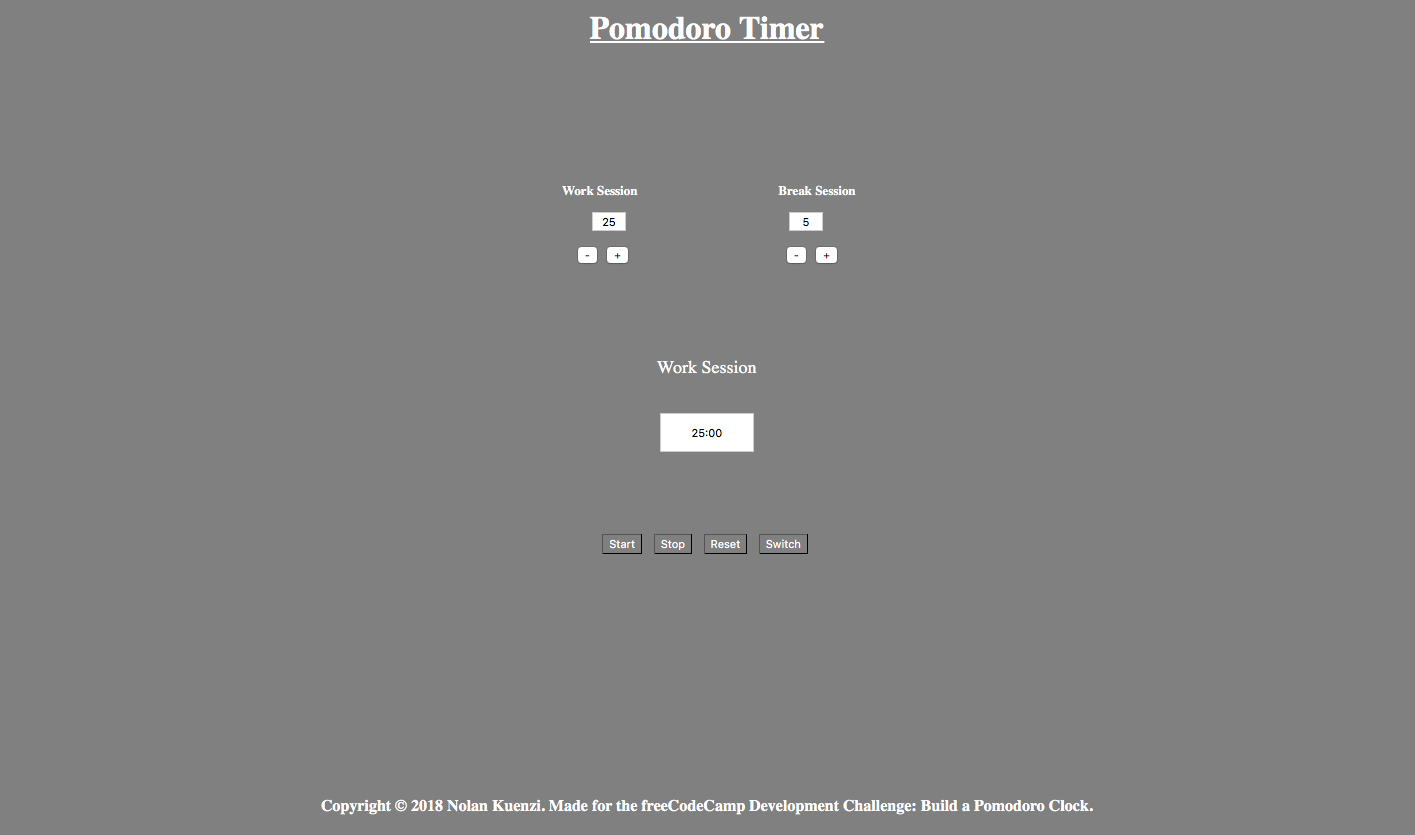 Pomodoro Timer
Work Session Break Session
25 5
- + - +
Work Session
25:00
Start Stop Reset Switch
Copyright © 2018 Nolan Kuenzi. Made for the freeCodeCamp Development Challenge: Build a Pomodoro Clock.